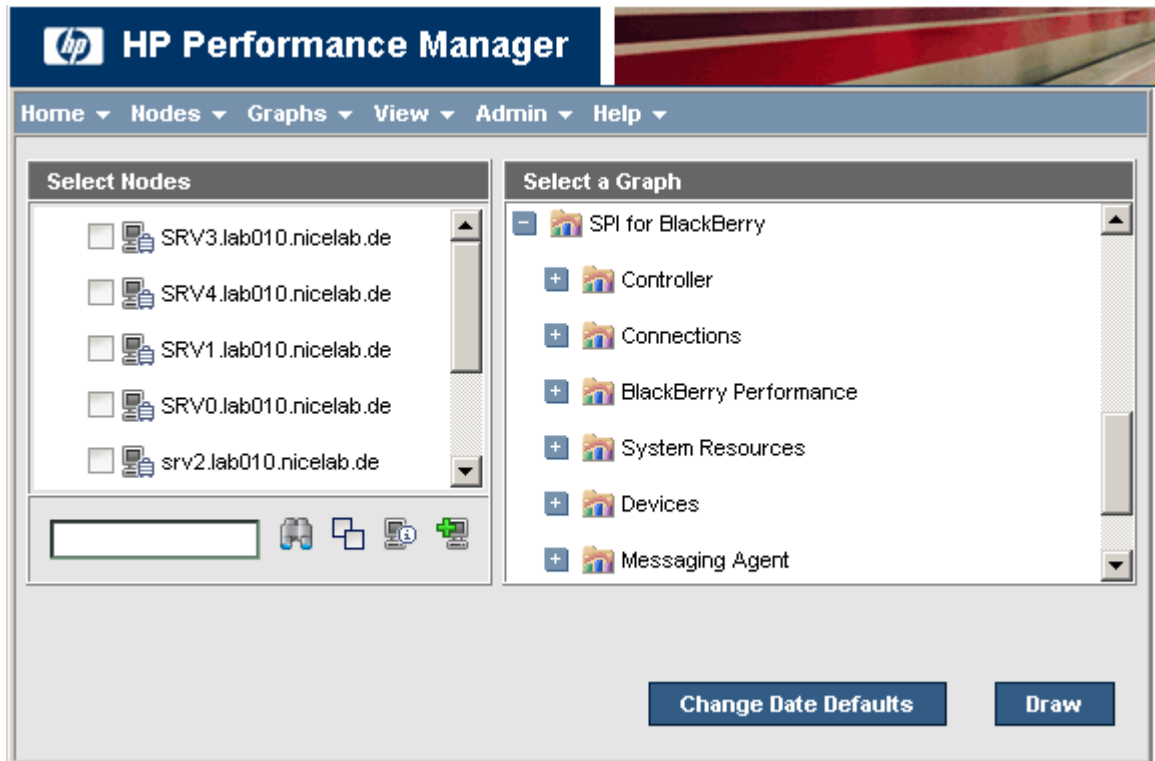 hp HP Performance Manager
Home Nodes Graphs View Admin Help
Select Nodes
SRV3.lab010.nicelab.de
SRV4.lab010.nicelab.de
SRV1.lab010.nicelab.de
SRV0.lab010.nicelab.de
srv2.lab010.nicelab.de
Select a Graph
SPI for BlackBerry
Controller
Connections
BlackBerry Performance
System Resources
Devices
Messaging Agent
Change Date Defaults
Draw